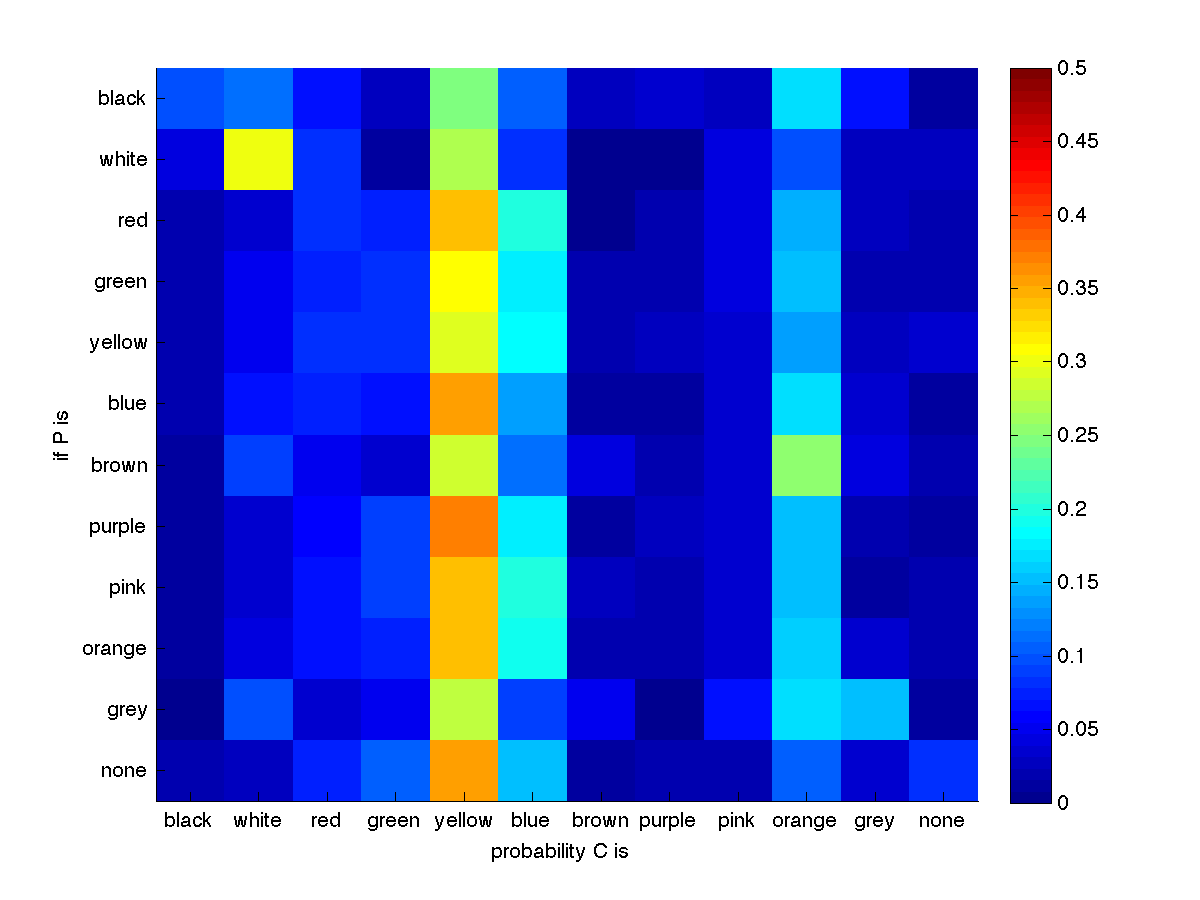 black
white
red
green
yellow
blue
brown
purple
pink
orange
grey
none
if P is
black white red green yellow blue brown purple pink orange grey none
probability C is
0.5
0.45
0.4
0.35
0.3
0.25
0.2
0.15
0.1
0.05
0